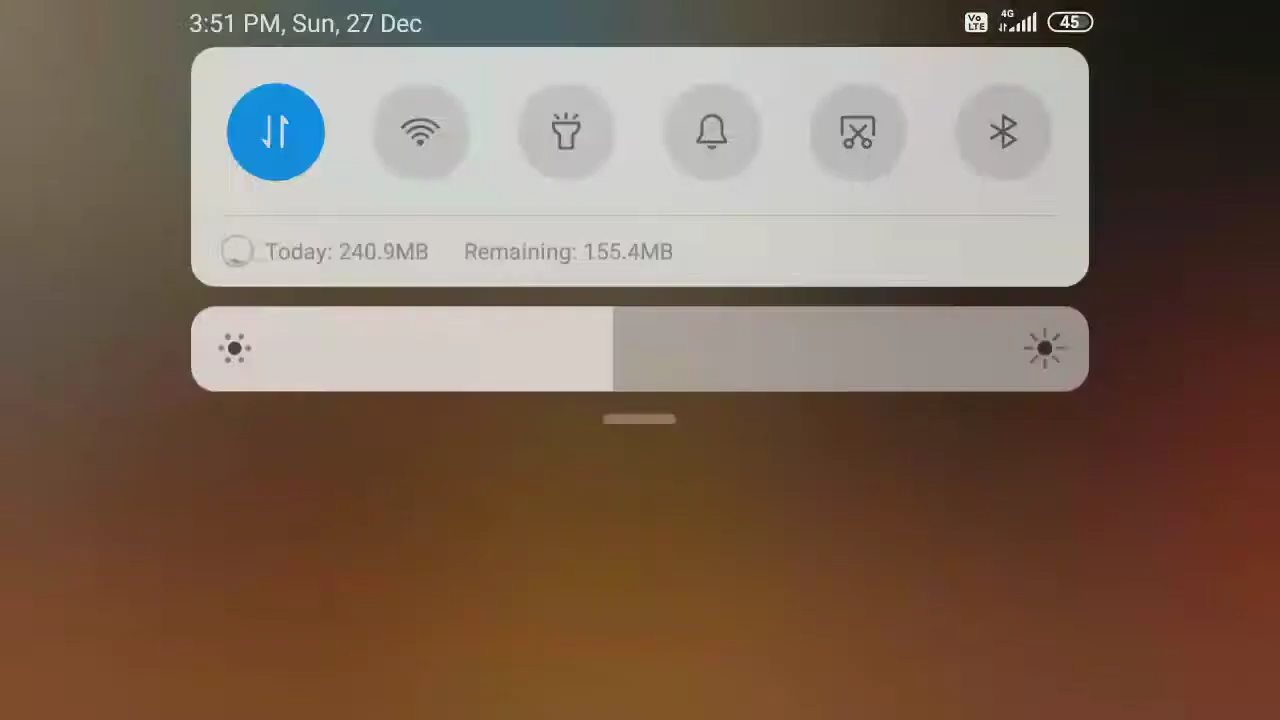 3:51 PM, Sun, 27 Dec
Vo LTE 4G 45
Today: 240.9MB Remaining: 155.4MB